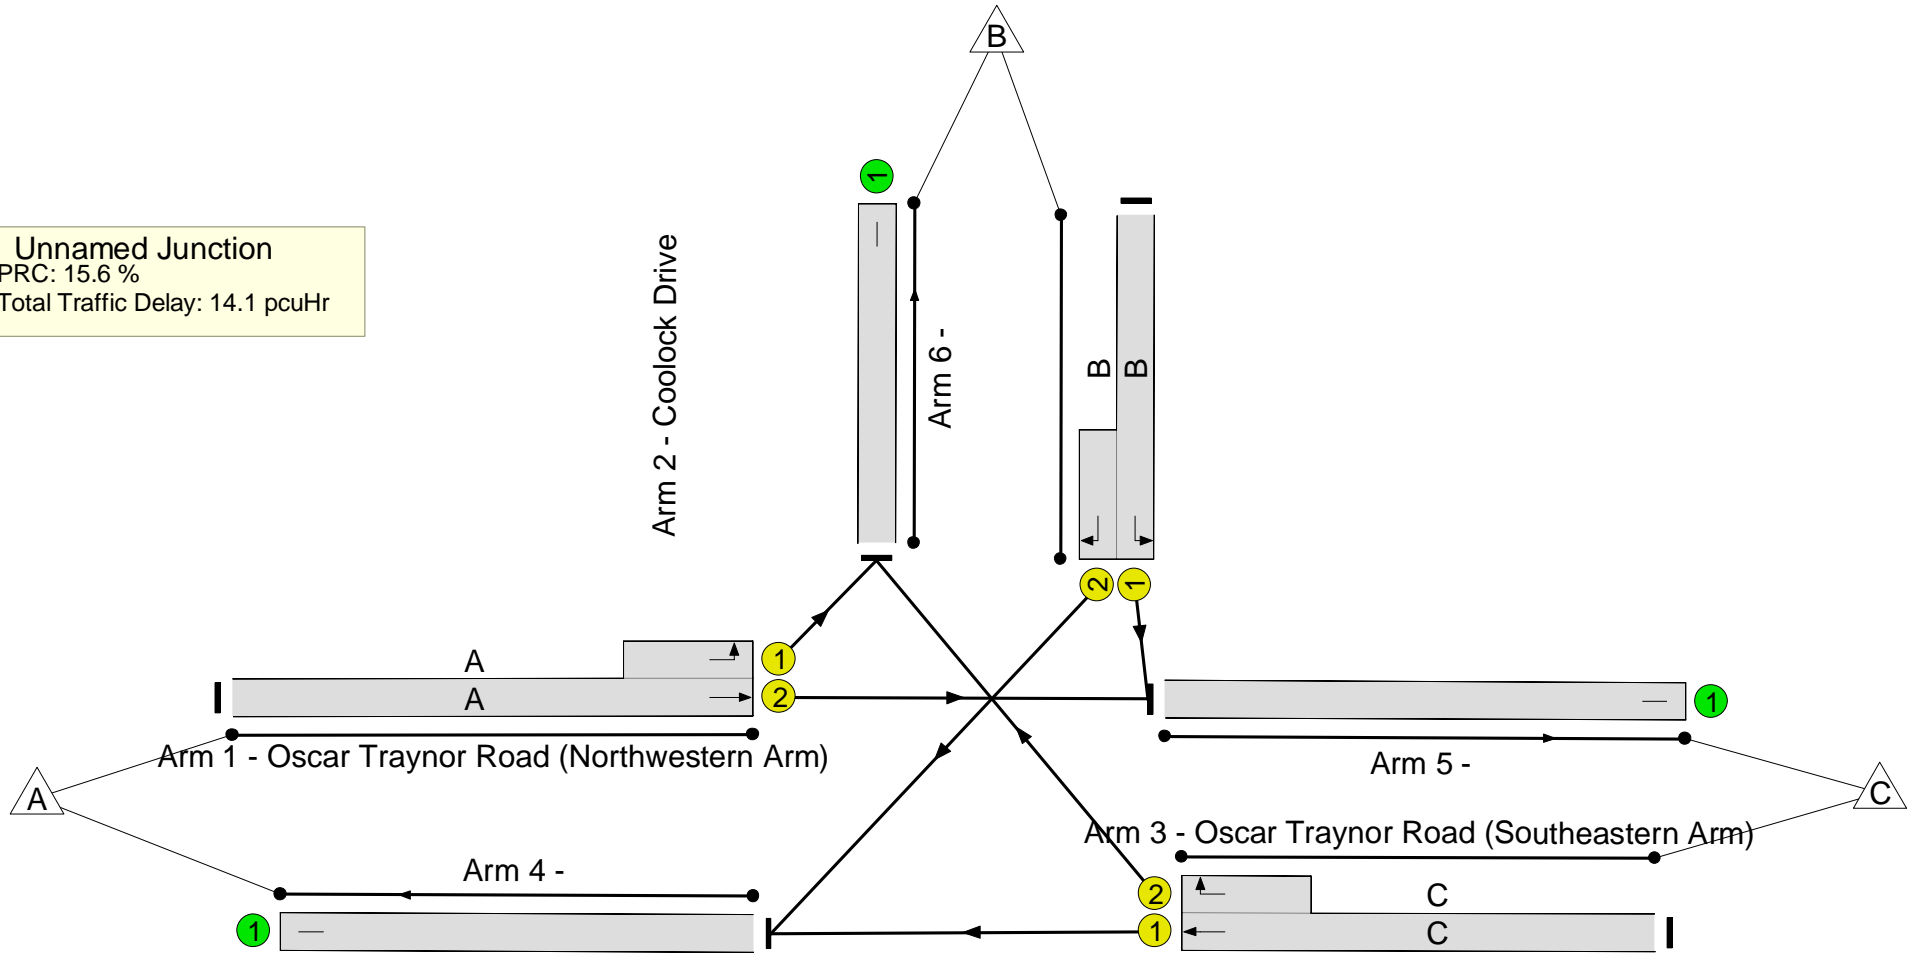 B
1
Unnamed Junction
PRC: 15.6 %
Total Traffic Delay: 14.1 pcuHr
Arm 2 - Coolock Drive
Arm 6 -
B
B
2
1
A
1
A
2
1
Arm 1 - Oscar Traynor Road (Northwestern Arm)
Arm 5 -
A
C
Arm 3 - Oscar Traynor Road (Southeastern Arm)
Arm 4 -
2
C
1
1
C